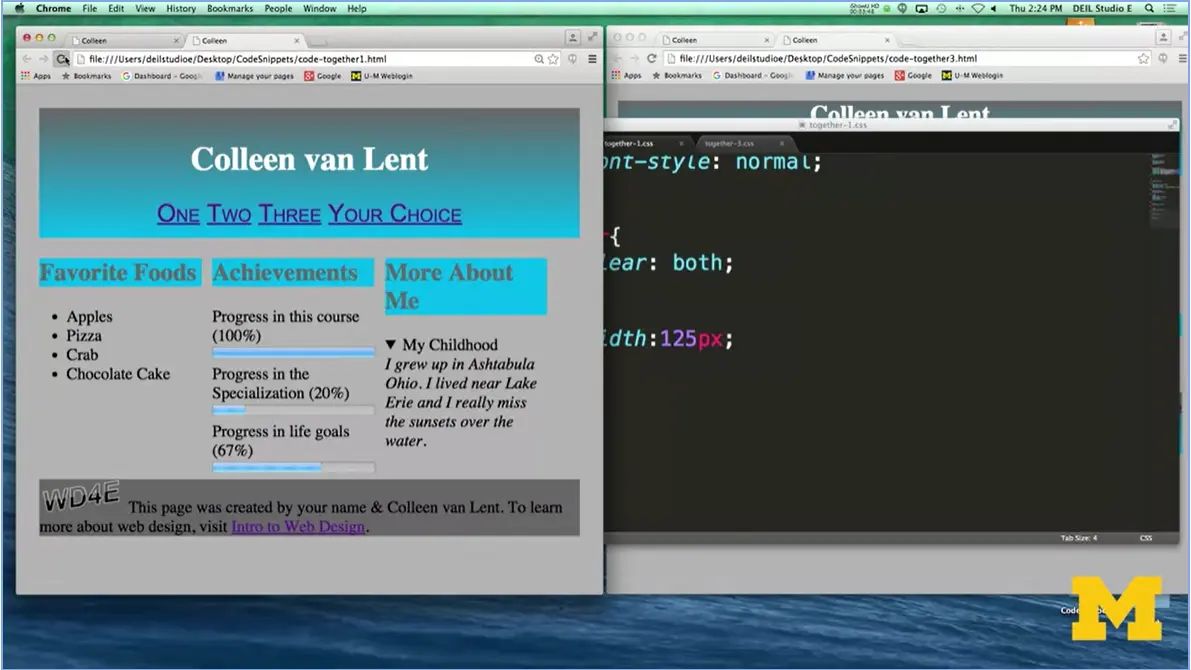 Chrome File Edit View History Bookmarks People Window Help
Thu 2:24 PM DEIL Studio E
Colleen
Colleen
file:///Users/deilstudioe/Desktop/CodeSnippets/code-together1.html
Apps Bookmarks Dashboard - Googl Manage your pages Google U-M Weblogin
Colleen van Lent
One Two Three Your Choice
Favorite Foods
Apples
Pizza
Crab
Chocolate Cake
Achievements
Progress in this course
(100%)
Progress in the
Specialization (20%)
Progress in life goals
(67%)
More About
Me
▼ My Childhood
I grew up in Ashtabula
Ohio. I lived near Lake
Erie and I really miss
the sunsets over the
water.
WD4E This page was created by your name & Colleen van Lent. To learn
more about web design, visit Intro to Web Design.
Colleen
Colleen
file:///Users/deilstudioe/Desktop/CodeSnippets/code-together3.html
Apps Bookmarks Dashboard - Googl Manage your pages Google U-M Weblogin
Colleen van Lent
together-1.css
together-1.css together-3.css
ont-style: normal;
{
lear: both;
idth:125px;
Tab Size: 4 CSS
M